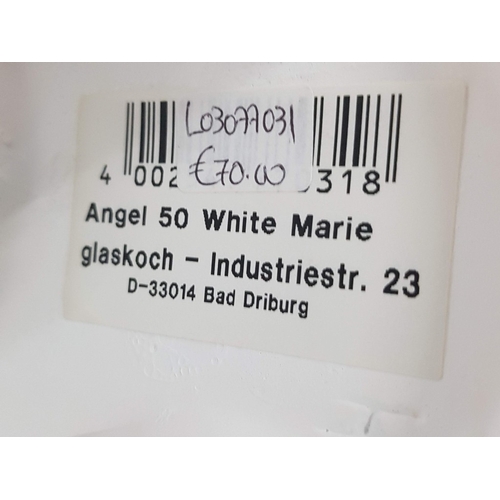 L03077031
€70.00
4 002 318
Angel 50 White Marie
glaskoch - Industriestr. 23
D-33014 Bad Driburg